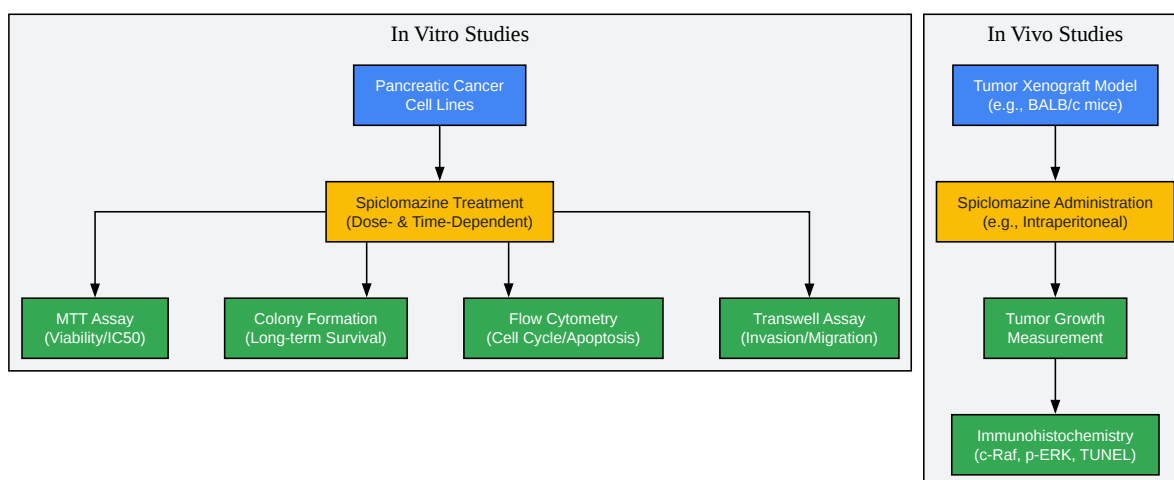 In Vitro Studies
Pancreatic Cancer
Cell Lines
Spiclomazine Treatment
(Dose- & Time-Dependent)
MTT Assay
(Viability/IC50)
Colony Formation
(Long-term Survival)
Flow Cytometry
(Cell Cycle/Apoptosis)
Transwell Assay
(Invasion/Migration)
In Vivo Studies
Tumor Xenograft Model
(e.g., BALB/c mice)
Spiclomazine Administration
(e.g., Intraperitoneal)
Tumor Growth
Measurement
Immunohistochemistry
(c-Raf, p-ERK, TUNEL)